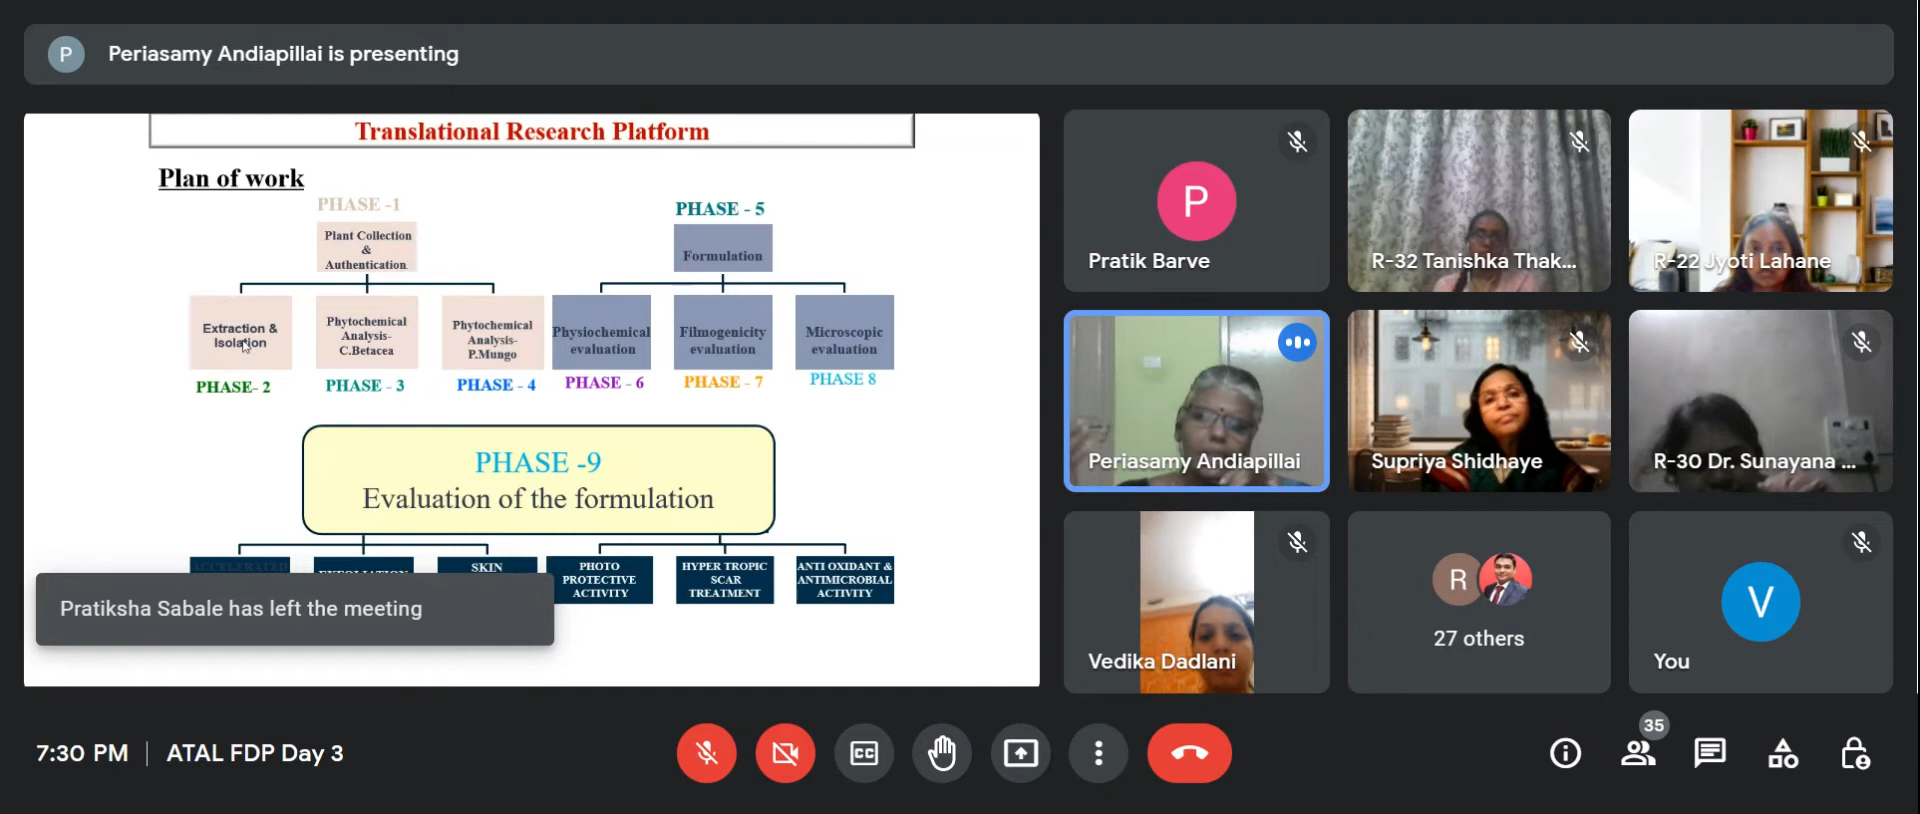 P
Periasamy Andiapillai is presenting
Translational Research Platform
Plan of work
PHASE -1
Plant Collection
&
Authentication
PHASE - 5
Formulation
Extraction &
Isolation
Phytochemical
Analysis-
C.Betacea
Phytochemical
Analysis-
P.Mungo
Physiochemical
evaluation
Filmogenicity
evaluation
Microscopic
evaluation
PHASE- 2
PHASE - 3
PHASE - 4
PHASE - 6
PHASE - 7
PHASE 8
PHASE -9
Evaluation of the formulation
ACCELERATED
EXFOLIATION
SKIN
PHOTO
PROTECTIVE
ACTIVITY
HYPER TROPIC
SCAR
TREATMENT
ANTI OXIDANT &
ANTIMICROBIAL
ACTIVITY
Pratiksha Sabale has left the meeting
P
Pratik Barve
R-32 Tanishka Thak...
R-22 Jyoti Lahane
Periasamy Andiapillai
Supriya Shidhaye
R-30 Dr. Sunayana ...
Vedika Dadlani
R
27 others
V
You
7:30 PM
ATAL FDP Day 3
CC
35